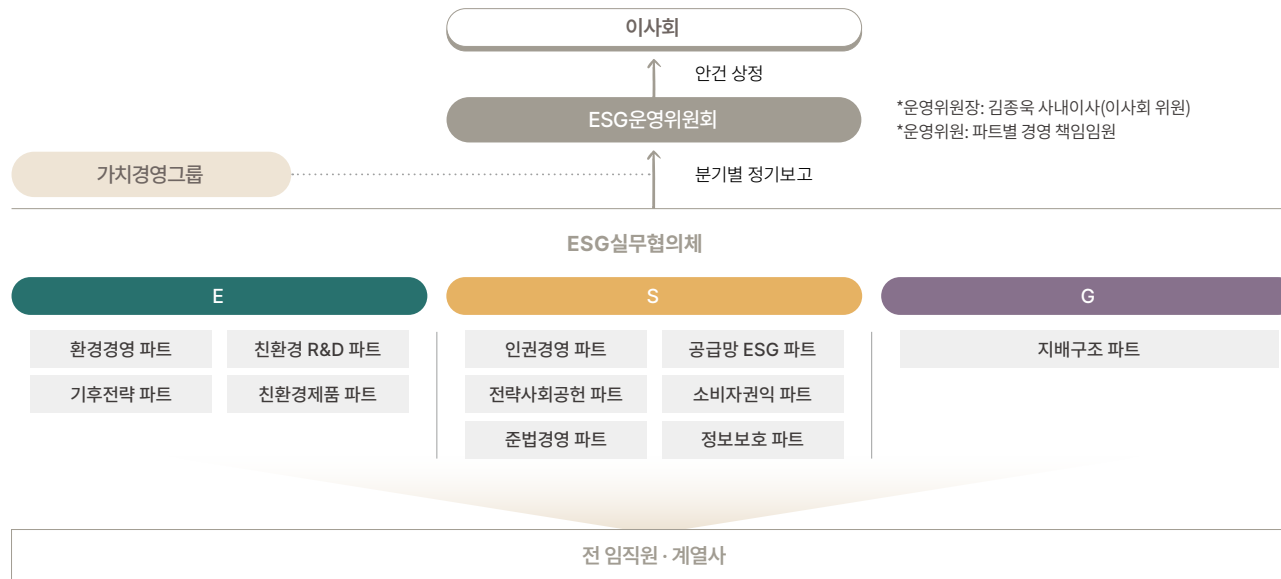 이사회
안건 상정
ESG운영위원회
*운영위원장: 김종욱 사내이사(이사회 위원)
*운영위원: 파트별 경영 책임임원
가치경영그룹
분기별 정기보고
ESG실무협의체
E
환경경영 파트
친환경 R&D 파트
기후전략 파트
친환경제품 파트
S
인권경영 파트
공급망 ESG 파트
전략사회공헌 파트
소비자권익 파트
준법경영 파트
정보보호 파트
G
지배구조 파트
전 임직원 · 계열사